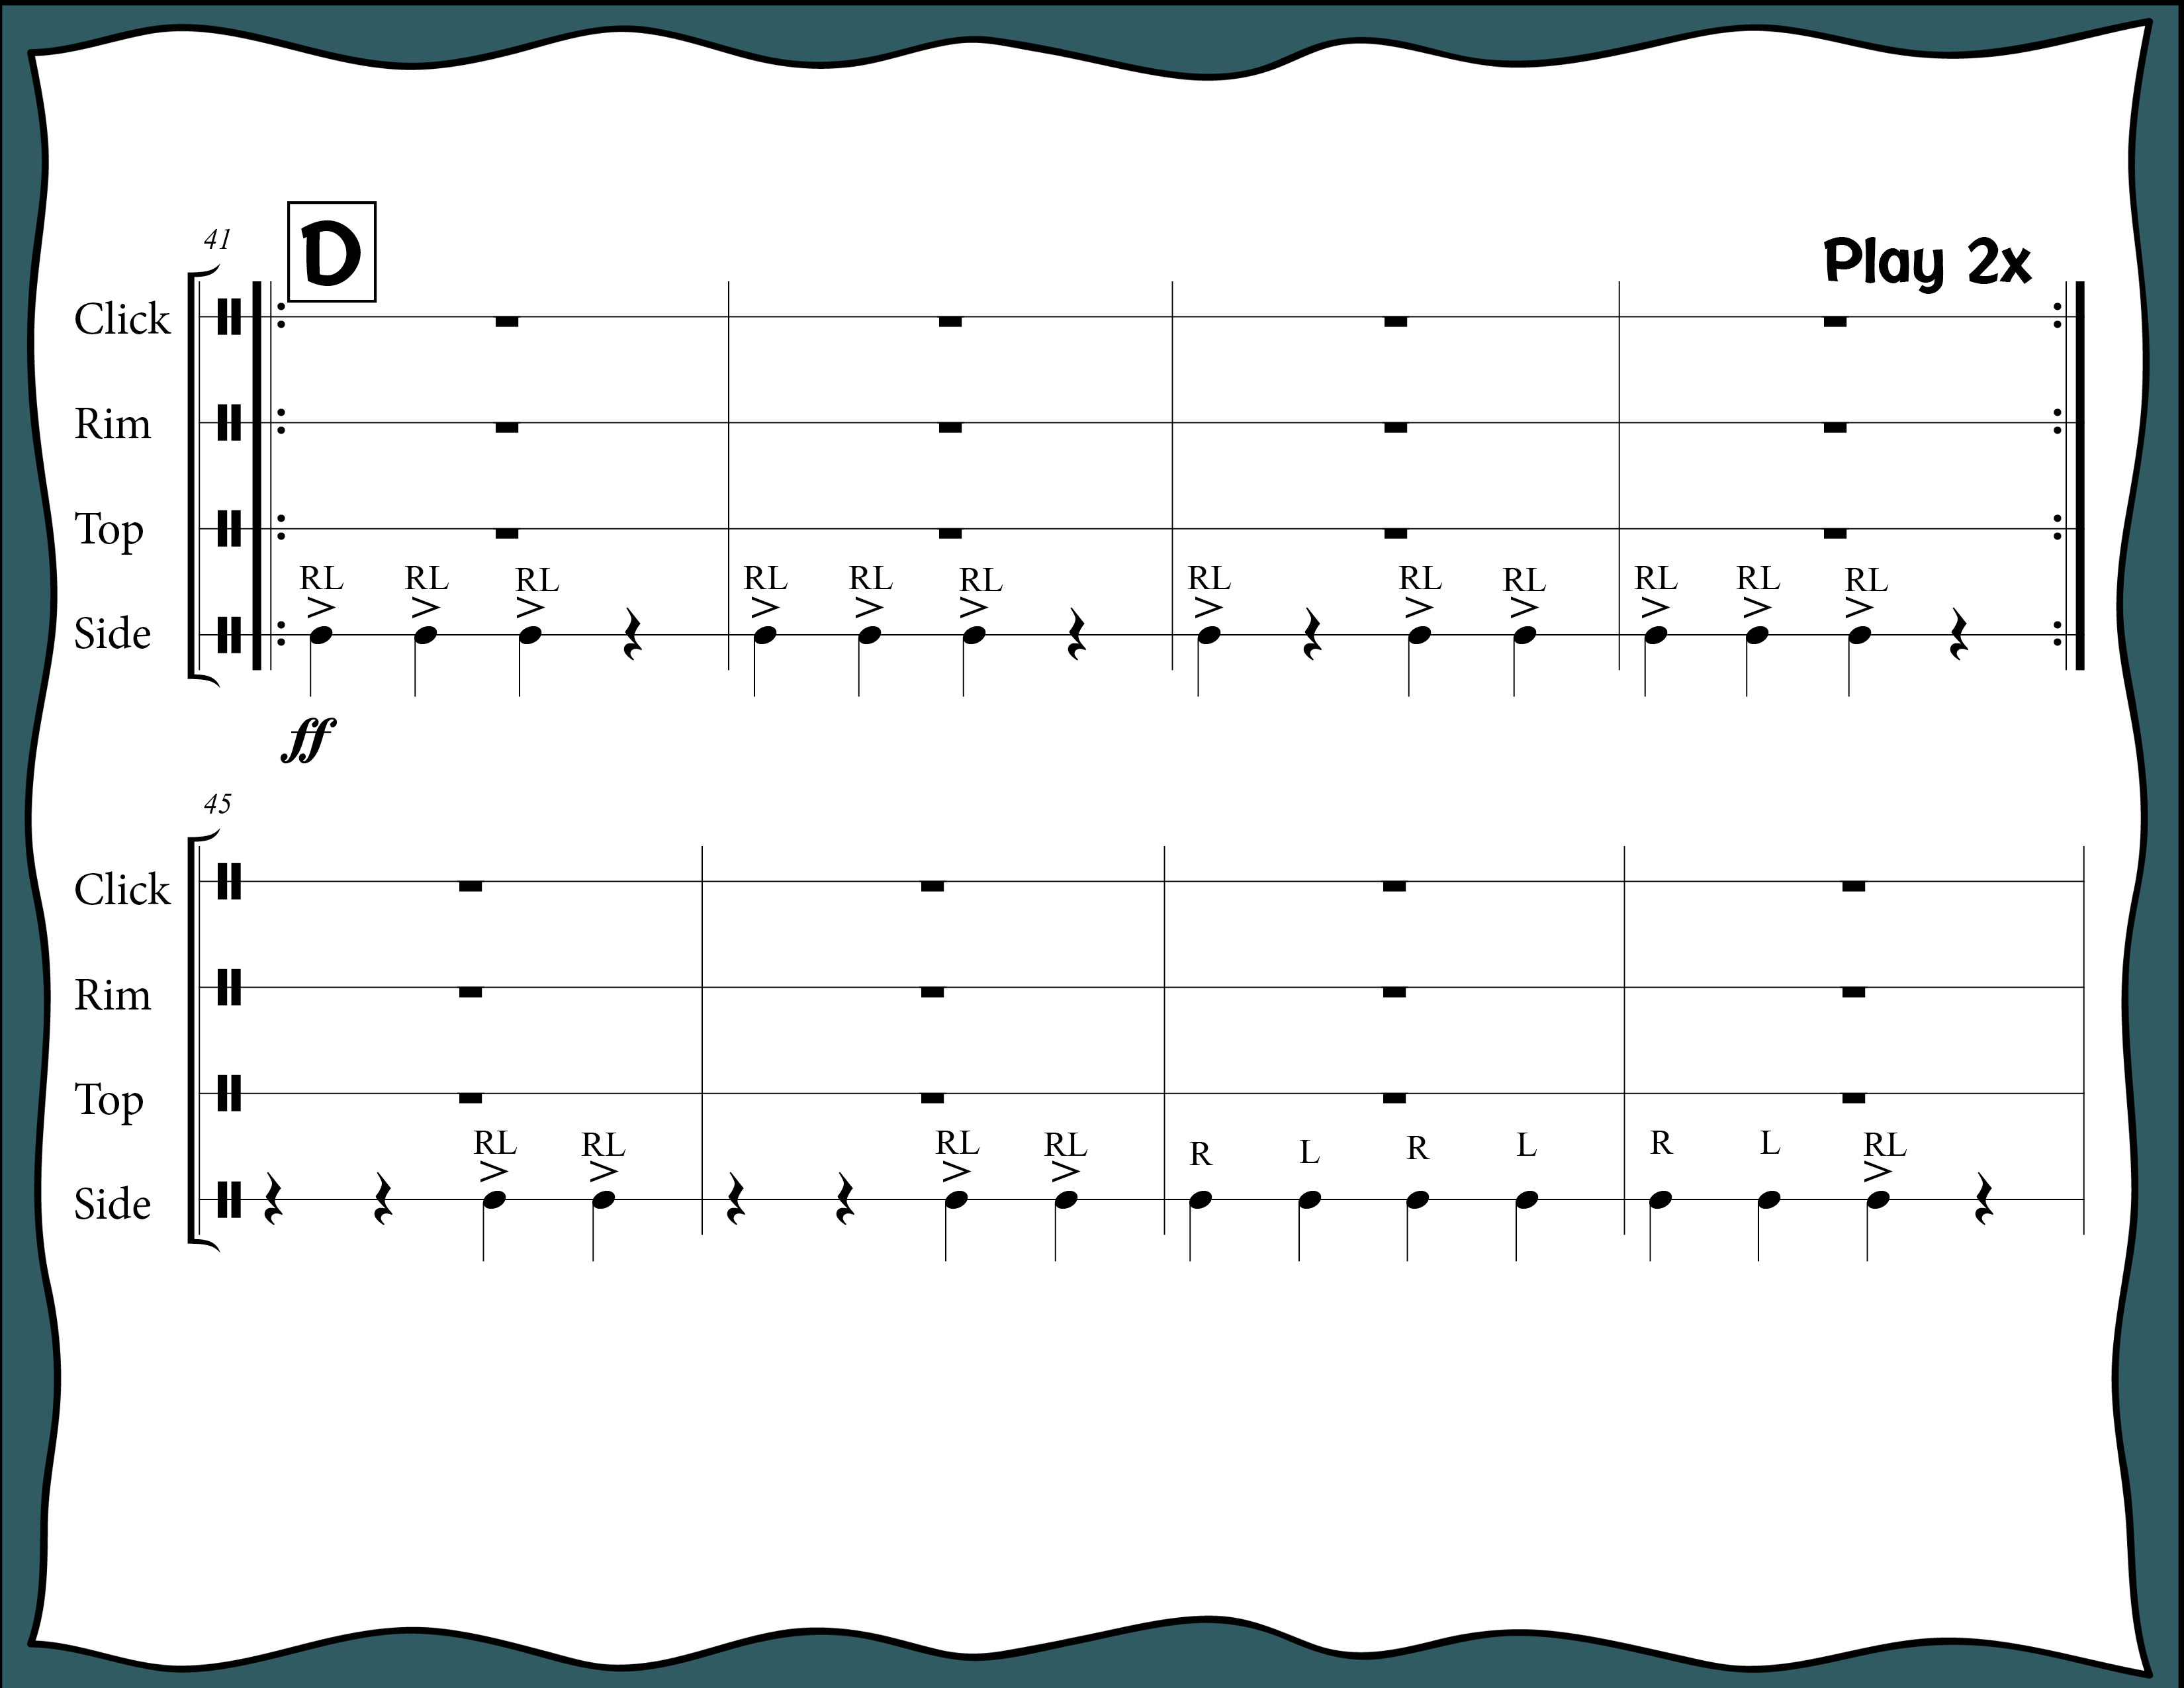 41
D
Play 2x
Click
Rim
Top
RL RL RL RL RL RL RL RL RL RL RL RL
Side
ff
45
Click
Rim
Top
RL RL RL RL R L R L R L RL
Side